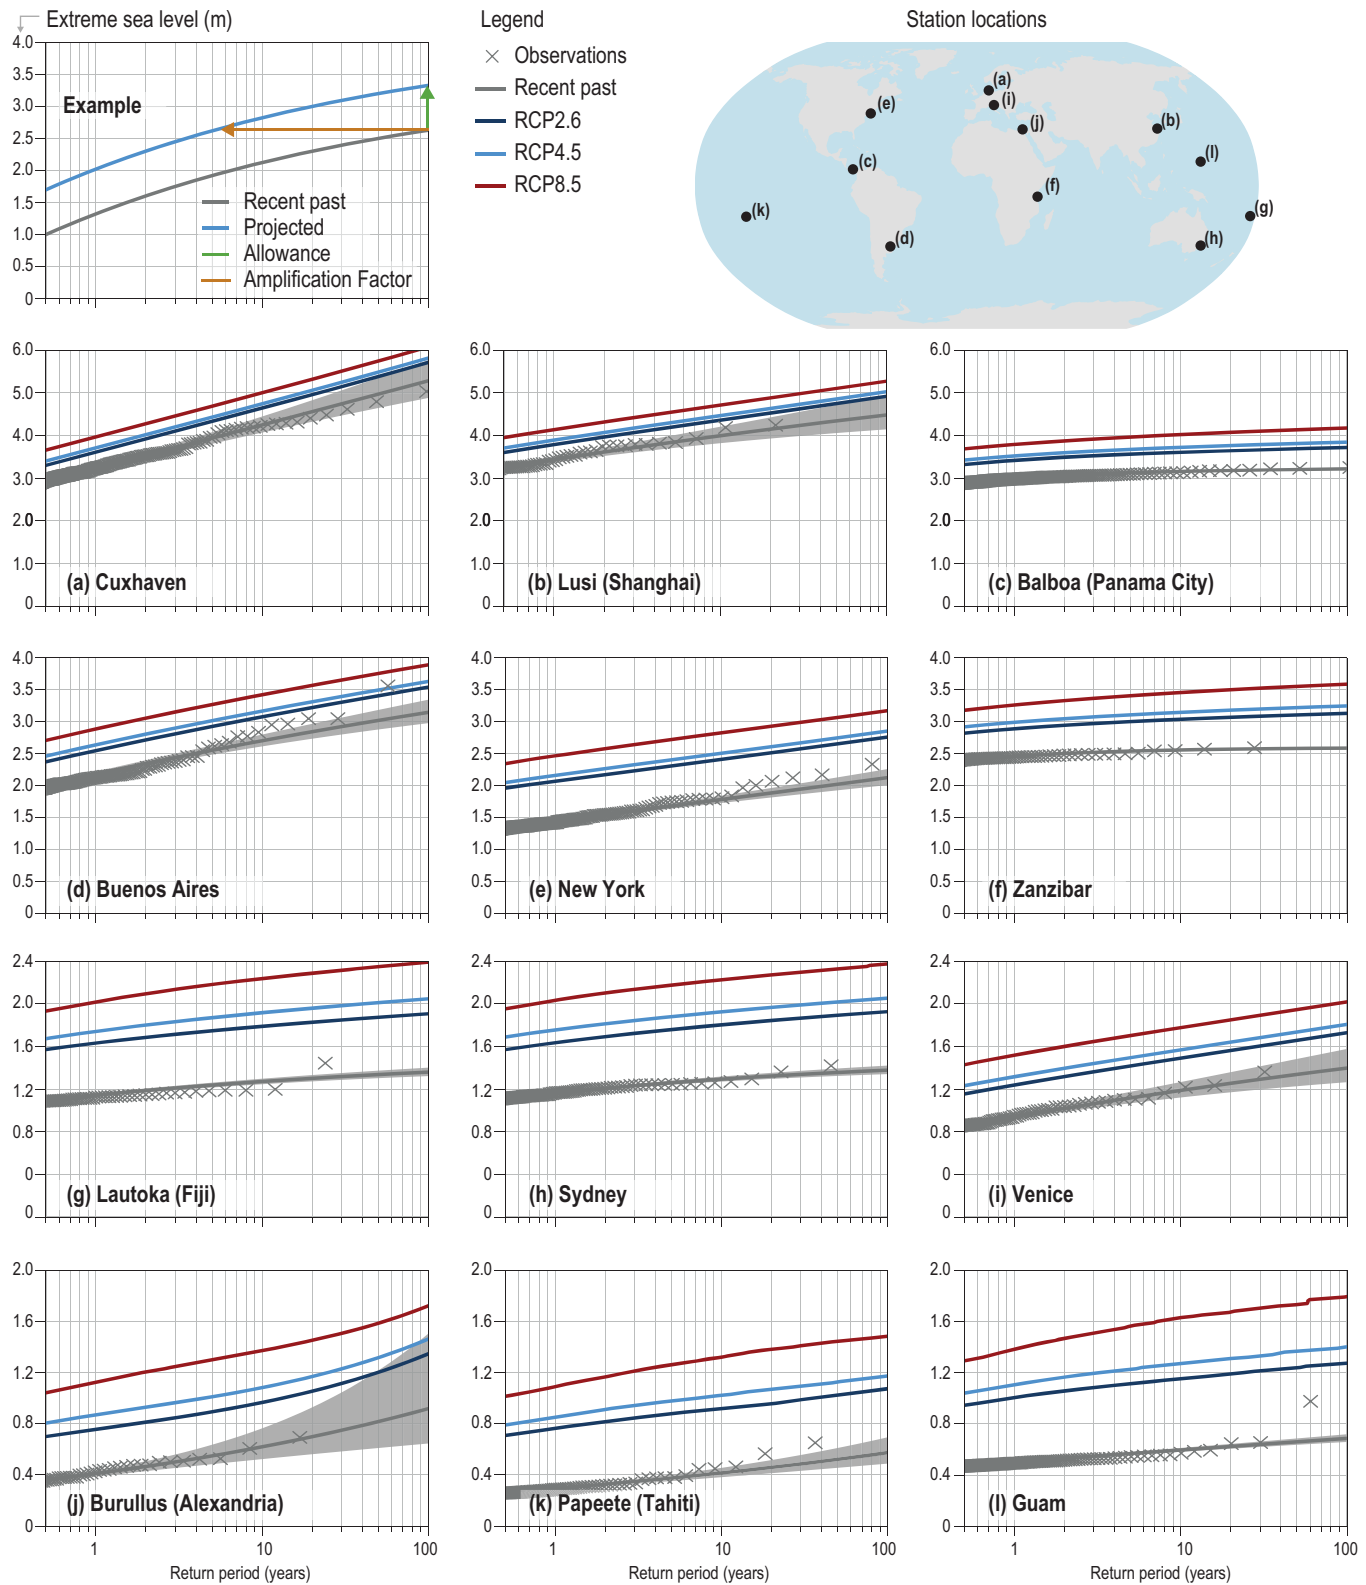 Extreme sea level (m)
Legend
Station locations
4.0
3.5
3.0
2.5
2.0
1.5
1.0
0.5
0
Example
Recent past
Projected
Allowance
Amplification Factor
Observations
Recent past
RCP2.6
RCP4.5
RCP8.5
(a)
(i)
(e)
(j)
(b)
(c)
(l)
(f)
(k)
(g)
(d)
(h)
6.0
5.0
4.0
3.0
2.0
1.0
0
(a) Cuxhaven
6.0
5.0
4.0
3.0
2.0
1.0
0
(b) Lusi (Shanghai)
6.0
5.0
4.0
3.0
2.0
1.0
0
(c) Balboa (Panama City)
4.0
3.5
3.0
2.5
2.0
1.5
1.0
0.5
0
(d) Buenos Aires
4.0
3.5
3.0
2.5
2.0
1.5
1.0
0.5
0
(e) New York
4.0
3.5
3.0
2.5
2.0
1.5
1.0
0.5
0
(f) Zanzibar
2.4
2.0
1.6
1.2
0.8
0
0
(g) Lautoka (Fiji)
2.4
2.0
1.6
1.2
0.8
0
0
(h) Sydney
2.4
2.0
1.6
1.2
0.8
0
0
(i) Venice
2.0
1.6
1.2
0.8
0.4
0
(j) Burullus (Alexandria)
1 10 100
Return period (years)
2.0
1.6
1.2
0.8
0.4
0
(k) Papeete (Tahiti)
1 10 100
Return period (years)
2.0
1.6
1.2
0.8
0.4
0
(l) Guam
1 10 100
Return period (years)